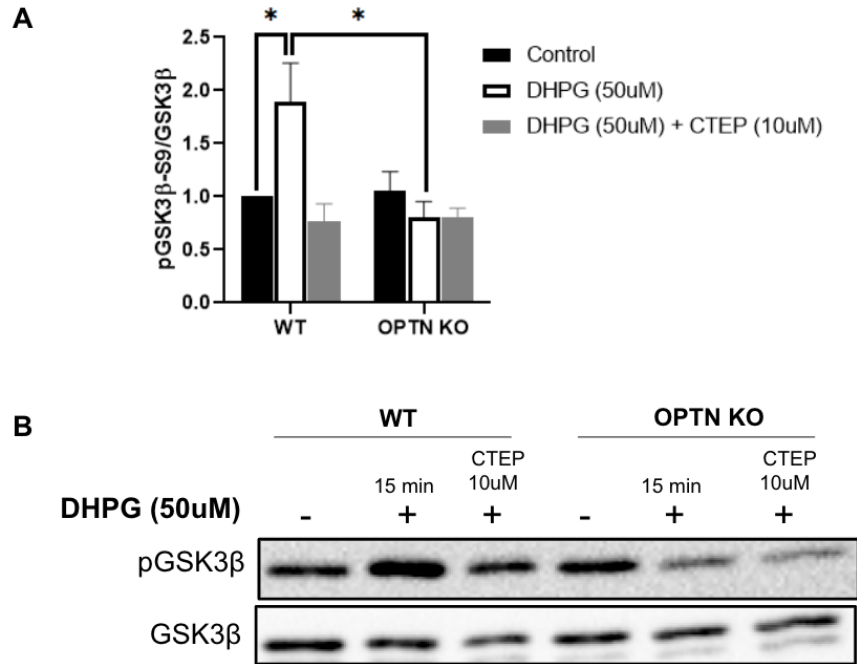 A
* *
2.5
2.0
1.5
1.0
0.5
0.0
pGSK3β-S9/GSK3β
WT OPTN KO
Control
DHPG (50uM)
DHPG (50uM) + CTEP (10uM)
B
WT OPTN KO
15 min CTEP 10uM 15 min CTEP 10uM
DHPG (50uM) - + + - + +
pGSK3β
GSK3β